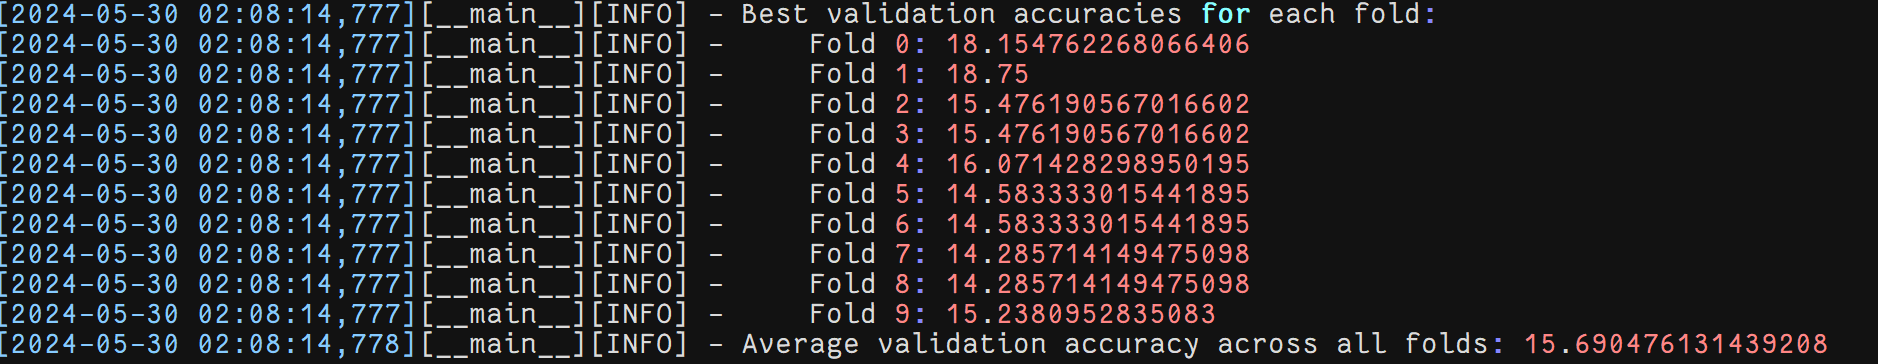 [2024-05-30 02:08:14,777][__main__][INFO] - Best validation accuracies for each fold:
[2024-05-30 02:08:14,777][__main__][INFO] -     Fold 0: 18.154762268066406
[2024-05-30 02:08:14,777][__main__][INFO] -     Fold 1: 18.75
[2024-05-30 02:08:14,777][__main__][INFO] -     Fold 2: 15.476190567016602
[2024-05-30 02:08:14,777][__main__][INFO] -     Fold 3: 15.476190567016602
[2024-05-30 02:08:14,777][__main__][INFO] -     Fold 4: 16.071428298950195
[2024-05-30 02:08:14,777][__main__][INFO] -     Fold 5: 14.583333015441895
[2024-05-30 02:08:14,777][__main__][INFO] -     Fold 6: 14.583333015441895
[2024-05-30 02:08:14,777][__main__][INFO] -     Fold 7: 14.285714149475098
[2024-05-30 02:08:14,777][__main__][INFO] -     Fold 8: 14.285714149475098
[2024-05-30 02:08:14,777][__main__][INFO] -     Fold 9: 15.2380952835083
[2024-05-30 02:08:14,778][__main__][INFO] - Average validation accuracy across all folds: 15.690476131439208